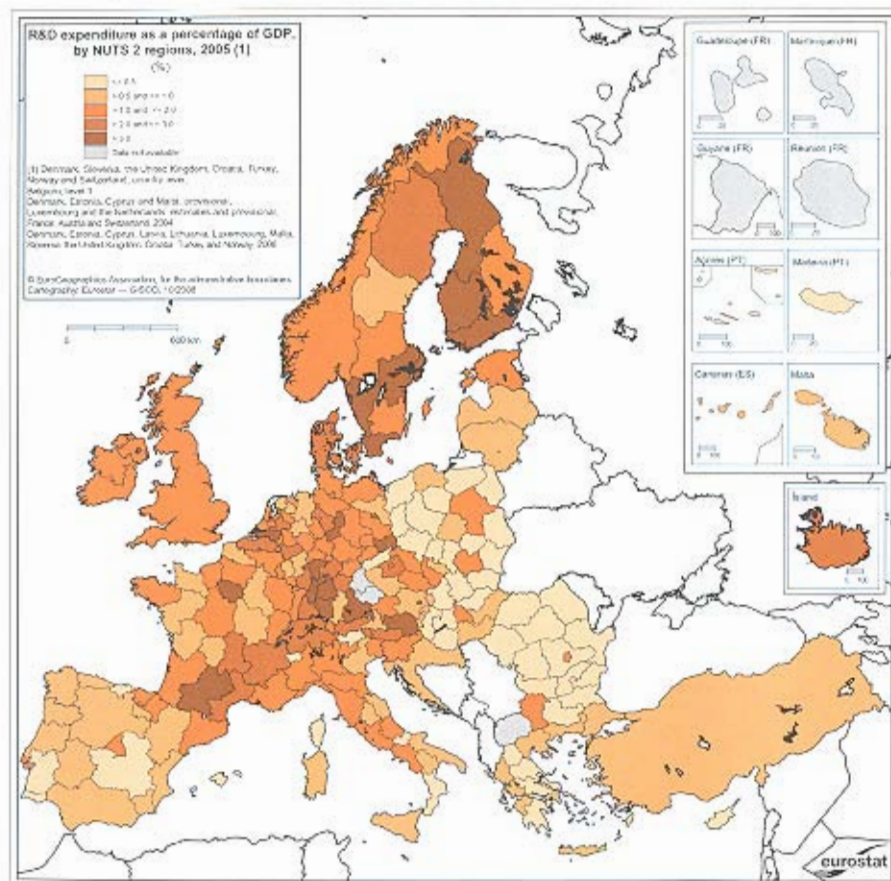 R&D expenditure as a percentage of GDP,
by NUTS 2 regions, 2005 (1)
(%)
Data not available
(1) Denmark, Slovenia, the United Kingdom, Croatia, Turkey,
Norway and Switzerland, country level
Belgium, level 1
Denmark, Estonia, Cyprus and Malta, provisional
Luxembourg and the Netherlands, estimates and provisional
France, Austria and Switzerland, 2004
Denmark, Estonia, Cyprus, Latvia, Lithuania, Luxembourg, Malta,
Slovenia, the United Kingdom, Croatia, Turkey and Norway, 2006
© EuroGeographics Association, for the administrative boundaries
Cartography: Eurostat — GISCO, 10/2008
0 600 km
Guadeloupe (FR)
Martinique (FR)
Guyane (FR)
Réunion (FR)
Açores (PT)
Madeira (PT)
Canarias (ES)
Malta
Ísland
0 100
eurostat